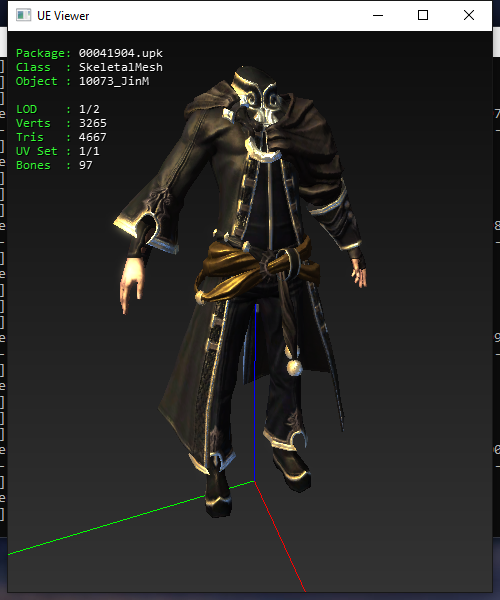 UE Viewer
Package: 00041904.upk
Class : SkeletalMesh
Object : 10073_JinM
LOD : 1/2
Verts : 3265
Tris : 4667
UV Set : 1/1
Bones : 97